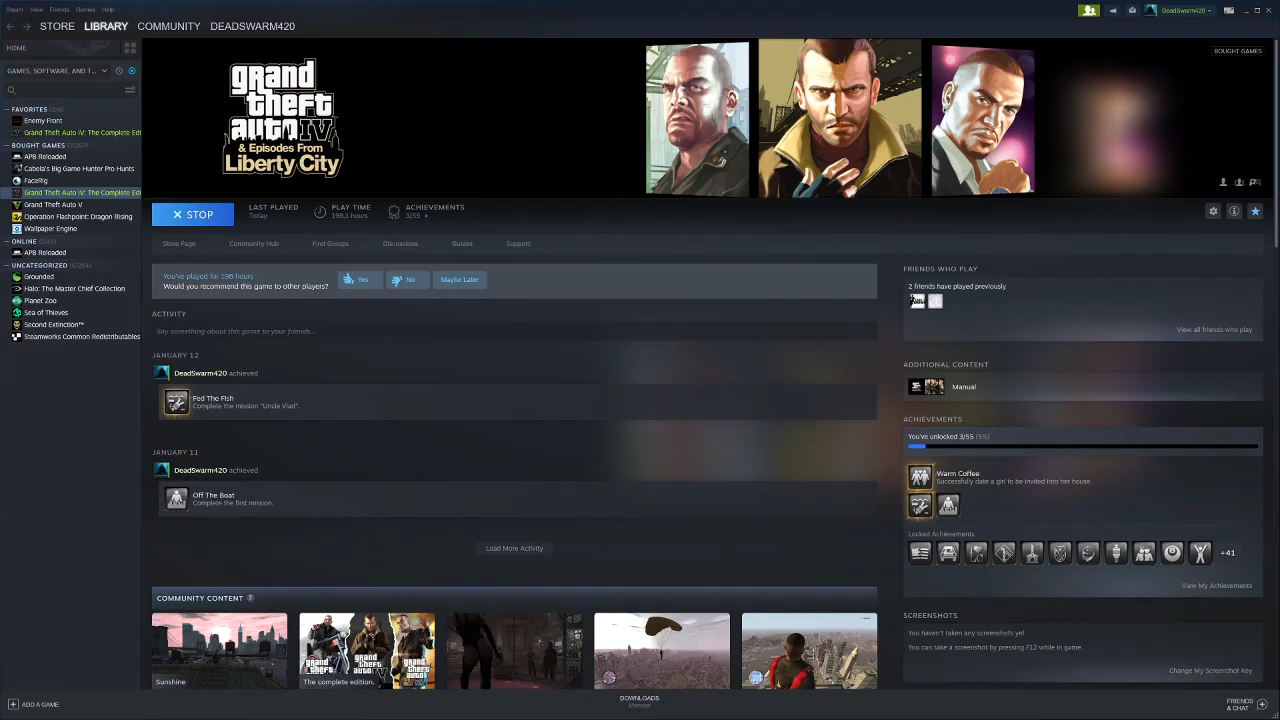 Steam View Friends Games Help
DeadSwarm420
STORE LIBRARY COMMUNITY DEADSWARM420
HOME
GAMES, SOFTWARE, AND T...
FAVORITES (2/4)
Enemy Front
Grand Theft Auto IV: The Complete Edi
BOUGHT GAMES
APB Reloaded
Cabela's Big Game Hunter Pro Hunts
FaceRig
Grand Theft Auto IV: The Complete Edi
Grand Theft Auto V
Operation Flashpoint: Dragon Rising
Wallpaper Engine
ONLINE
APB Reloaded
UNCATEGORIZED
Grounded
Halo: The Master Chief Collection
Planet Zoo
Sea of Thieves
Second Extinction™
Steamworks Common Redistributables
grand
theft
auto IV
& Episodes From
Liberty City
BOUGHT GAMES
STOP
LAST PLAYED
Today
PLAY TIME
198.1 hours
ACHIEVEMENTS
3/55
Store Page Community Hub Find Groups Discussions Guides Support
You've played for 198 hours
Would you recommend this game to other players?
Yes No Maybe Later
ACTIVITY
Say something about this game to your friends...
JANUARY 12
DeadSwarm420 achieved
Fed The Fish
Complete the mission "Uncle Vlad".
JANUARY 11
DeadSwarm420 achieved
Off The Boat
Complete the first mission.
Load More Activity
COMMUNITY CONTENT ?
Sunshine
The complete edition.
FRIENDS WHO PLAY
2 friends have played previously
View all friends who play
ADDITIONAL CONTENT
Manual
ACHIEVEMENTS
You've unlocked 3/55 (5%)
Warm Coffee
Successfully date a girl to be invited into her house.
Locked Achievements
+41
View My Achievements
SCREENSHOTS
You haven't taken any screenshots yet
You can take a screenshot by pressing F12 while in game.
Change My Screenshot Key
ADD A GAME
DOWNLOADS
Manage
FRIENDS
& CHAT